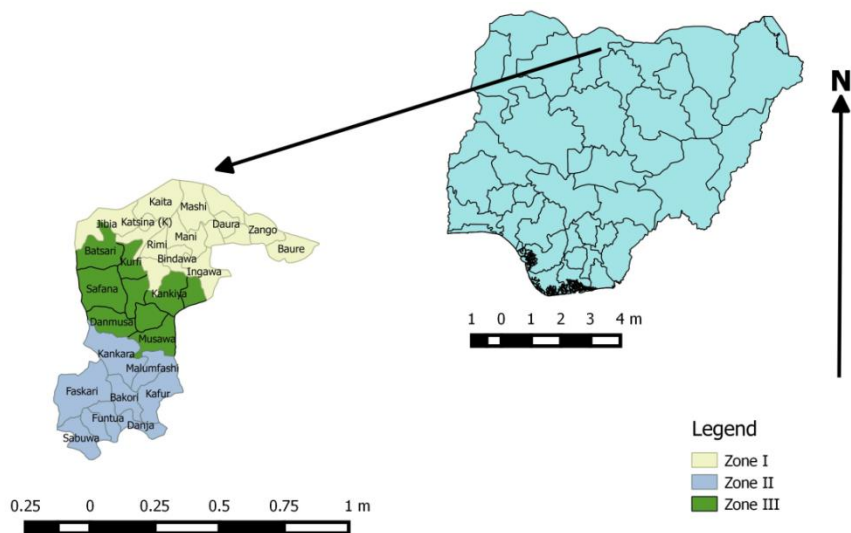 N
Kaita
Mashi
Jibia
Katsina (K)
Daura
Zango
Mani
Rimi
Baure
Batsari
Kurfi
Bindawa
Ingawa
Safana
Kankiya
Danmusa
Musawa
Kankara
Malumfashi
Faskari
Bakori
Kafur
Funtua
Danja
Sabuwa
1 0 1 2 3 4 m
Legend
Zone I
Zone II
Zone III
0.25 0 0.25 0.5 0.75 1 m